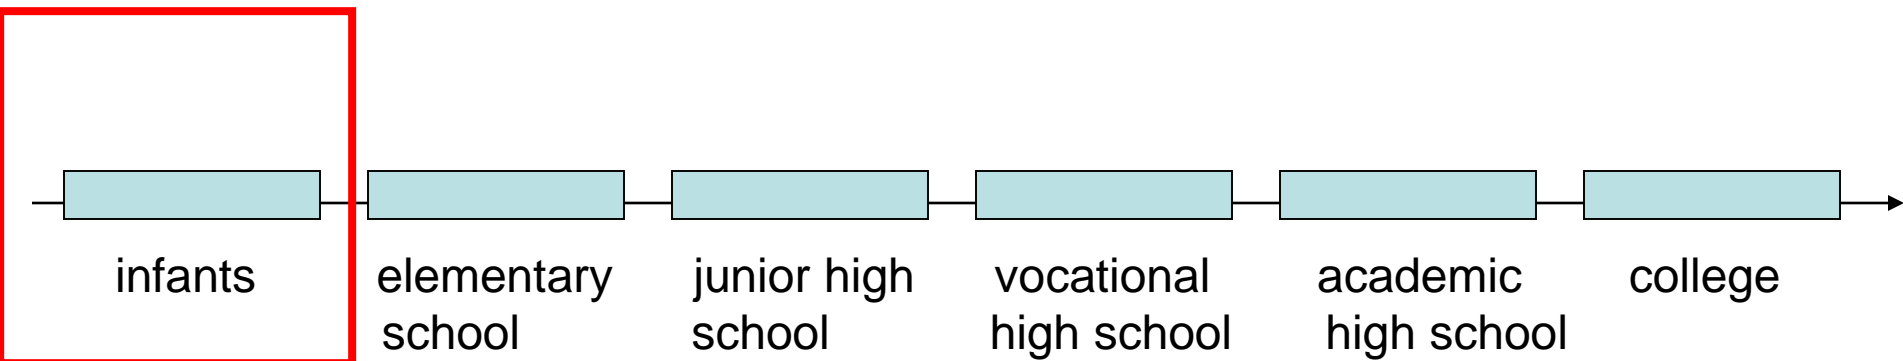 infants
elementary
school
junior high
school
vocational
high school
academic
high school
college